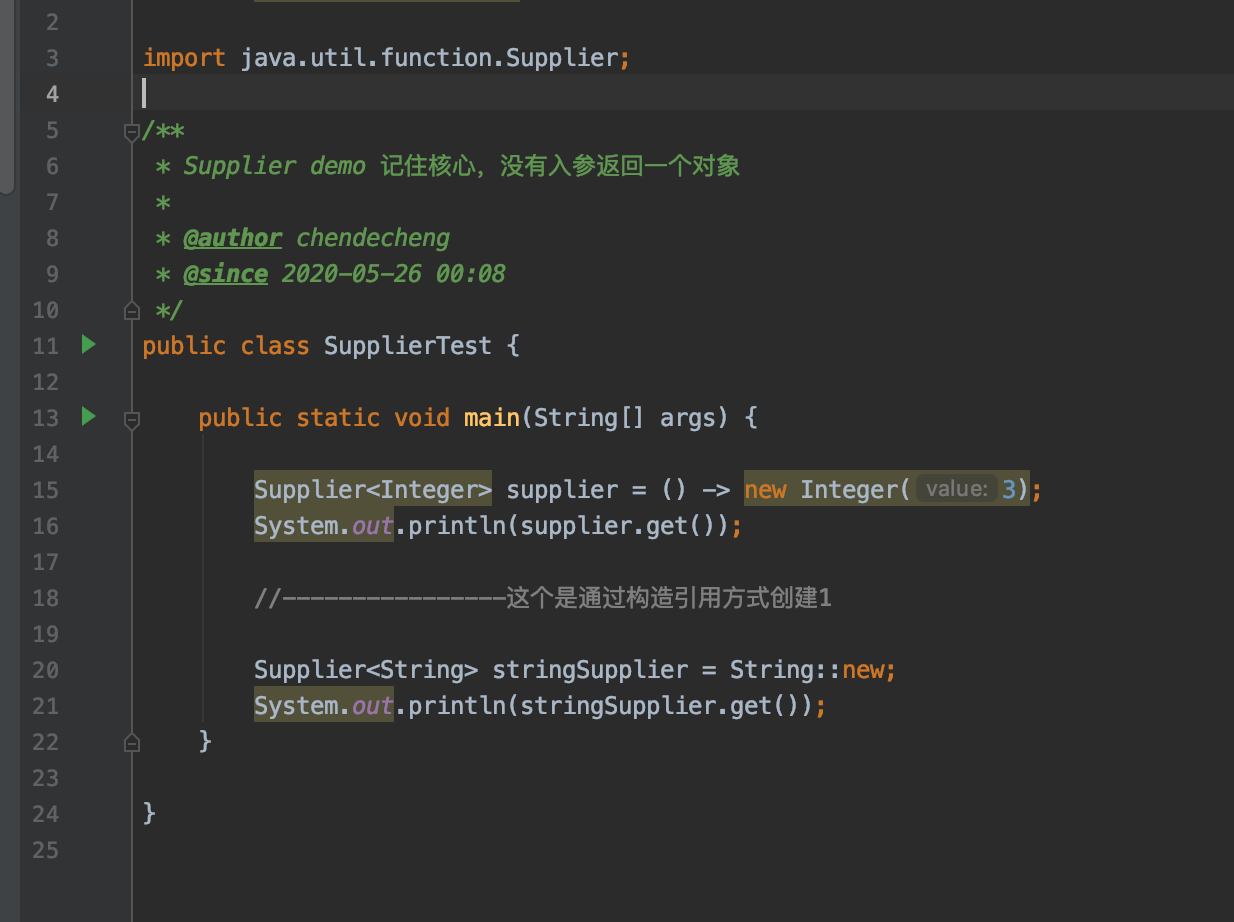 2
3 import java.util.function.Supplier;
4
5 /**
6 * Supplier demo 记住核心，没有入参返回一个对象
7 *
8 * @author chendecheng
9 * @since 2020-05-26 00:08
10 */
11 public class SupplierTest {
12
13 public static void main(String[] args) {
14
15 Supplier<Integer> supplier = () -> new Integer( value: 3);
16 System.out.println(supplier.get());
17
18 //----------------这个是通过构造引用方式创建1
19
20 Supplier<String> stringSupplier = String::new;
21 System.out.println(stringSupplier.get());
22 }
23
24 }
25